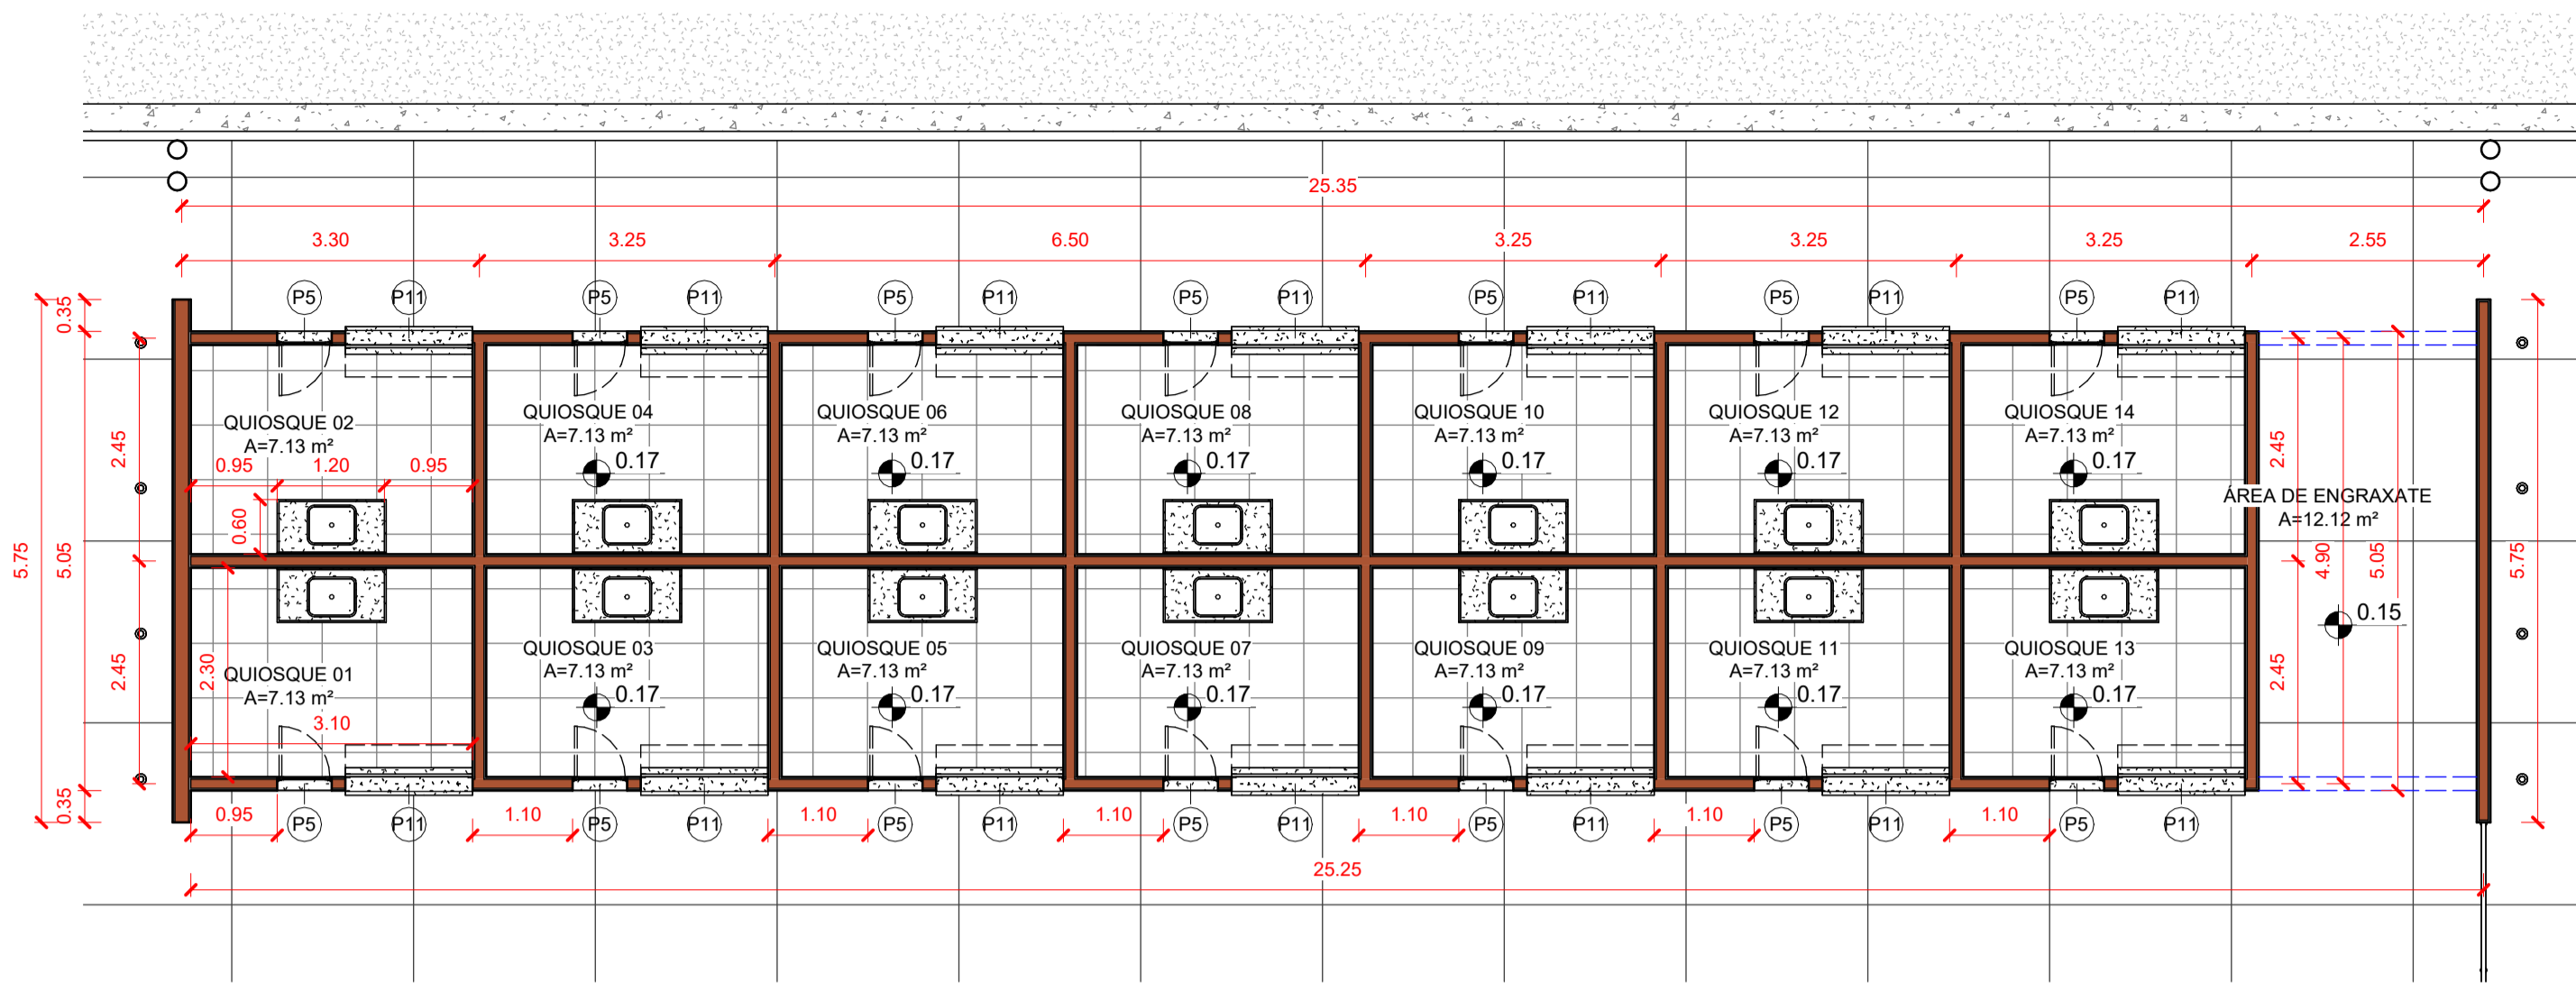 25.35
3.30 3.25 6.50 3.25 3.25 3.25 2.55
P5 P11 P5 P11 P5 P11 P5 P11 P5 P11 P5 P11 P5 P11
0.35
QUIOSQUE 02
A=7.13 m²
QUIOSQUE 04
A=7.13 m²
0.17
QUIOSQUE 06
A=7.13 m²
0.17
QUIOSQUE 08
A=7.13 m²
0.17
QUIOSQUE 10
A=7.13 m²
0.17
QUIOSQUE 12
A=7.13 m²
0.17
QUIOSQUE 14
A=7.13 m²
0.17
2.45
0.95 1.20 0.95
0.60
2.45
ÁREA DE ENGRAXATE
A=12.12 m²
5.75
5.05
4.90
5.05
5.75
0.15
2.45
2.30
QUIOSQUE 01
A=7.13 m²
3.10
QUIOSQUE 03
A=7.13 m²
0.17
QUIOSQUE 05
A=7.13 m²
0.17
QUIOSQUE 07
A=7.13 m²
0.17
QUIOSQUE 09
A=7.13 m²
0.17
QUIOSQUE 11
A=7.13 m²
0.17
QUIOSQUE 13
A=7.13 m²
0.17
2.45
0.35
0.95 P5 P11 1.10 P5 P11 1.10 P5 P11 1.10 P5 P11 1.10 P5 P11 1.10 P5 P11 1.10 P5 P11
25.25